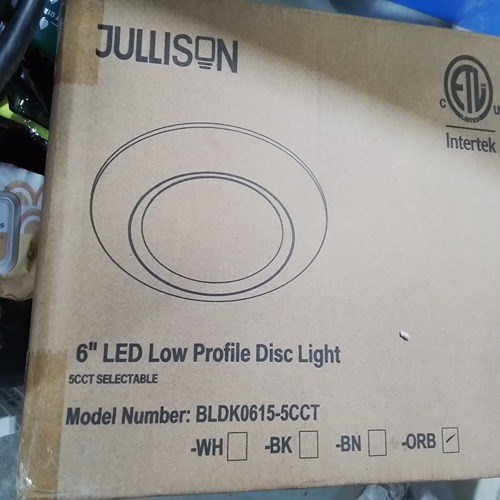 JULLISON
C ETL US
LISTED
Intertek
6" LED Low Profile Disc Light
5CCT SELECTABLE
Model Number: BLDK0615-5CCT
-WH -BK -BN -ORB